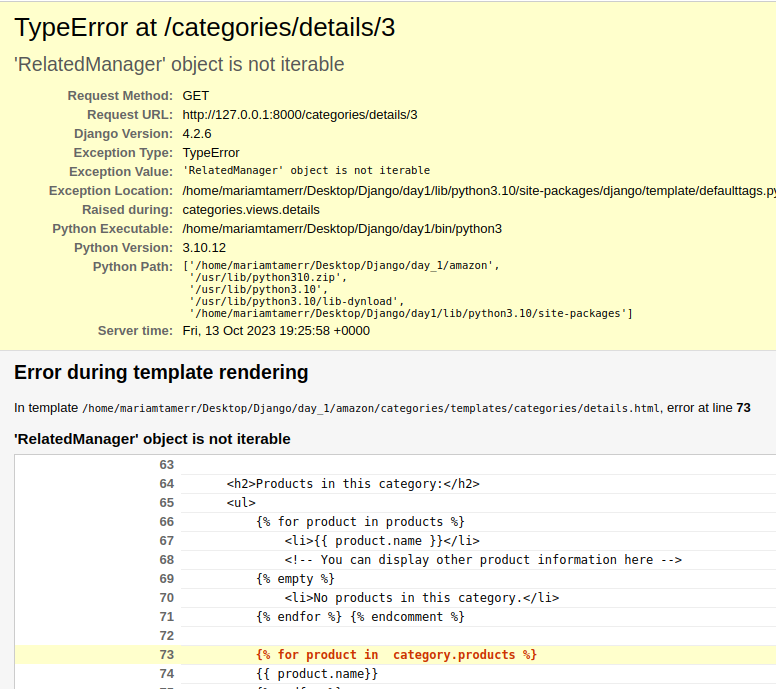 TypeError at /categories/details/3
'RelatedManager' object is not iterable
Request Method: GET
Request URL: http://127.0.0.1:8000/categories/details/3
Django Version: 4.2.6
Exception Type: TypeError
Exception Value: 'RelatedManager' object is not iterable
Exception Location: /home/mariamtamerr/Desktop/Django/day1/lib/python3.10/site-packages/django/template/defaulttags.py
Raised during: categories.views.details
Python Executable: /home/mariamtamerr/Desktop/Django/day1/bin/python3
Python Version: 3.10.12
Python Path: ['/home/mariamtamerr/Desktop/Django/day_1/amazon',
'/usr/lib/python310.zip',
'/usr/lib/python3.10',
'/usr/lib/python3.10/lib-dynload',
'/home/mariamtamerr/Desktop/Django/day1/lib/python3.10/site-packages']
Server time: Fri, 13 Oct 2023 19:25:58 +0000
Error during template rendering
In template /home/mariamtamerr/Desktop/Django/day_1/amazon/categories/templates/categories/details.html, error at line 73
'RelatedManager' object is not iterable
63
64 <h2>Products in this category:</h2>
65 <ul>
66 {% for product in products %}
67 <li>{{ product.name }}</li>
68 <!-- You can display other product information here -->
69 {% empty %}
70 <li>No products in this category.</li>
71 {% endfor %} {% endcomment %}
72
73 {% for product in  category.products %}
74 {{ product.name}}